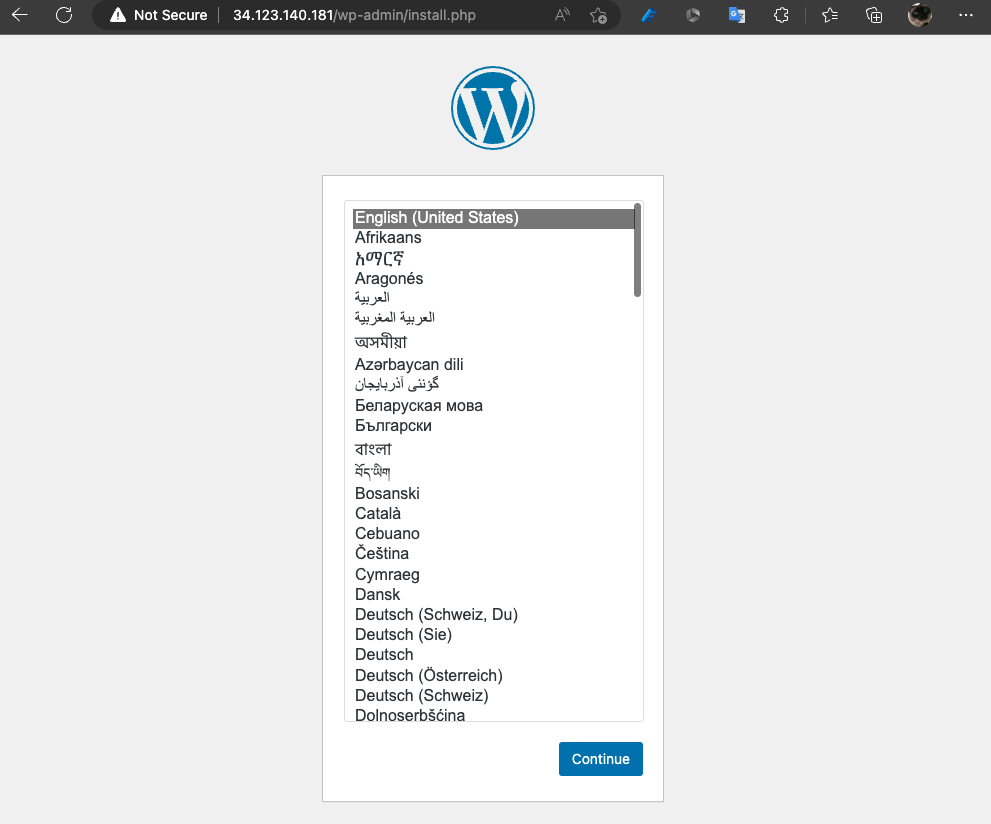 Not Secure 34.123.140.181/wp-admin/install.php
English (United States)
Afrikaans
አማርኛ
Aragonés
العربية
العربية المغربية
অসমীয়া
Azərbaycan dili
گؤنئی آذربایجان
Беларуская мова
Български
বাংলা
བོད་ཡིག
Bosanski
Català
Cebuano
Čeština
Cymraeg
Dansk
Deutsch (Schweiz, Du)
Deutsch (Sie)
Deutsch
Deutsch (Österreich)
Deutsch (Schweiz)
Dolnoserbšćina
Continue